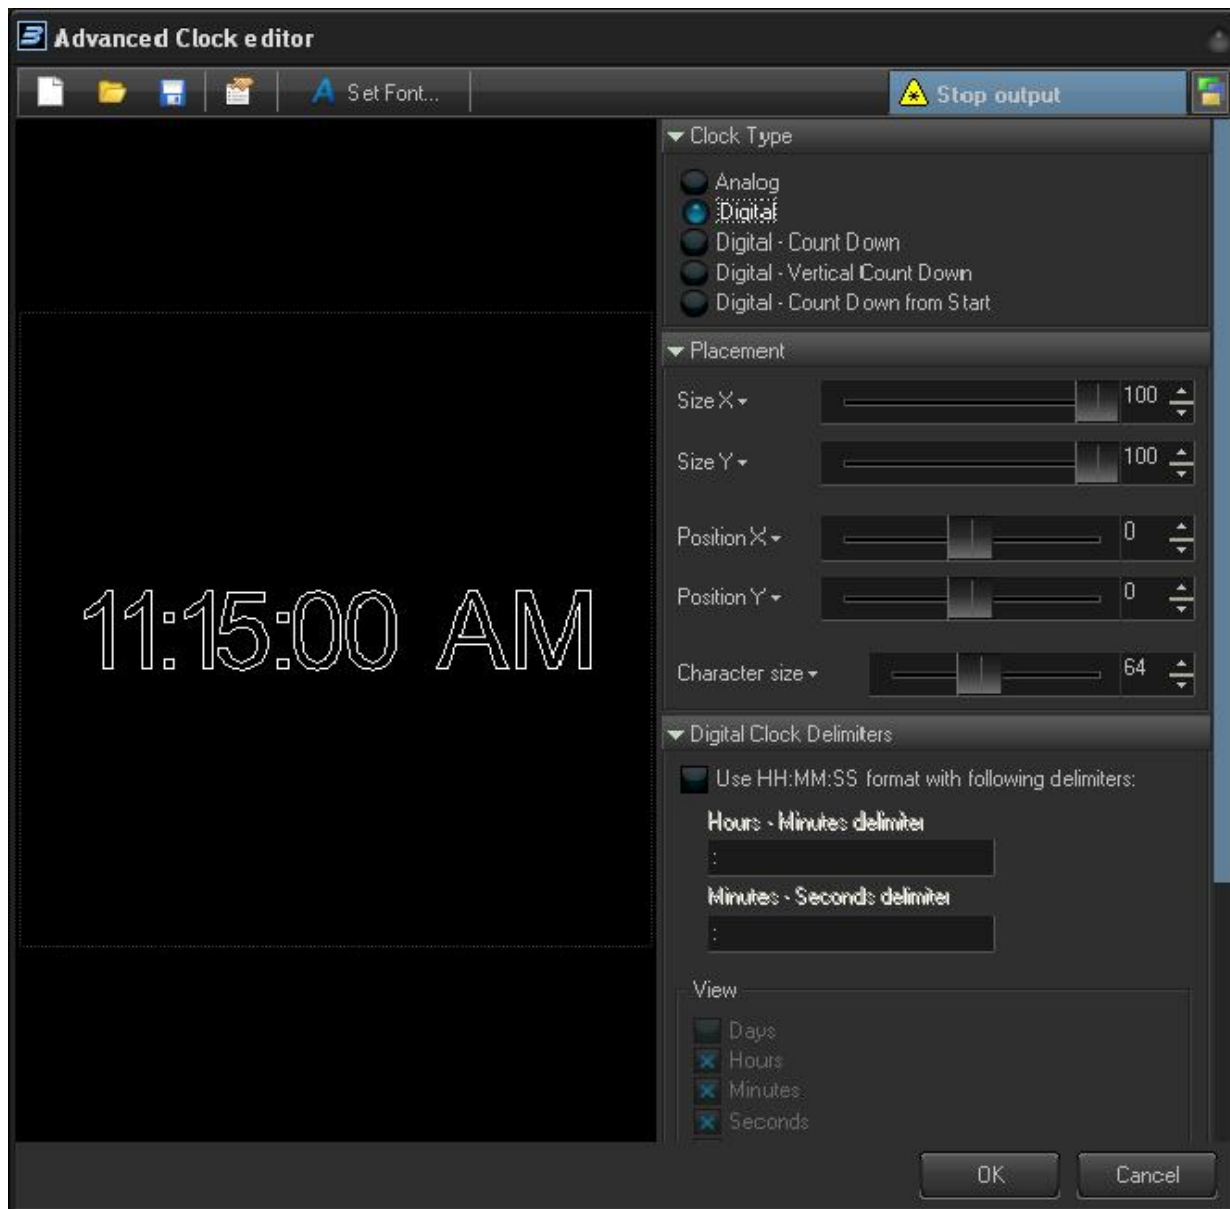 Advanced Clock editor
Set Font...
Stop output
Clock Type
Analog
Digital
Digital - Count Down
Digital - Vertical Count Down
Digital - Count Down from Start
Placement
Size X
100
Size Y
100
Position X
0
Position Y
0
Character size
64
11:15:00 AM
Digital Clock Delimiters
Use HH:MM:SS format with following delimiters:
Hours - Minutes delimiter
:
Minutes - Seconds delimiter
:
View
Days
Hours
Minutes
Seconds
OK
Cancel